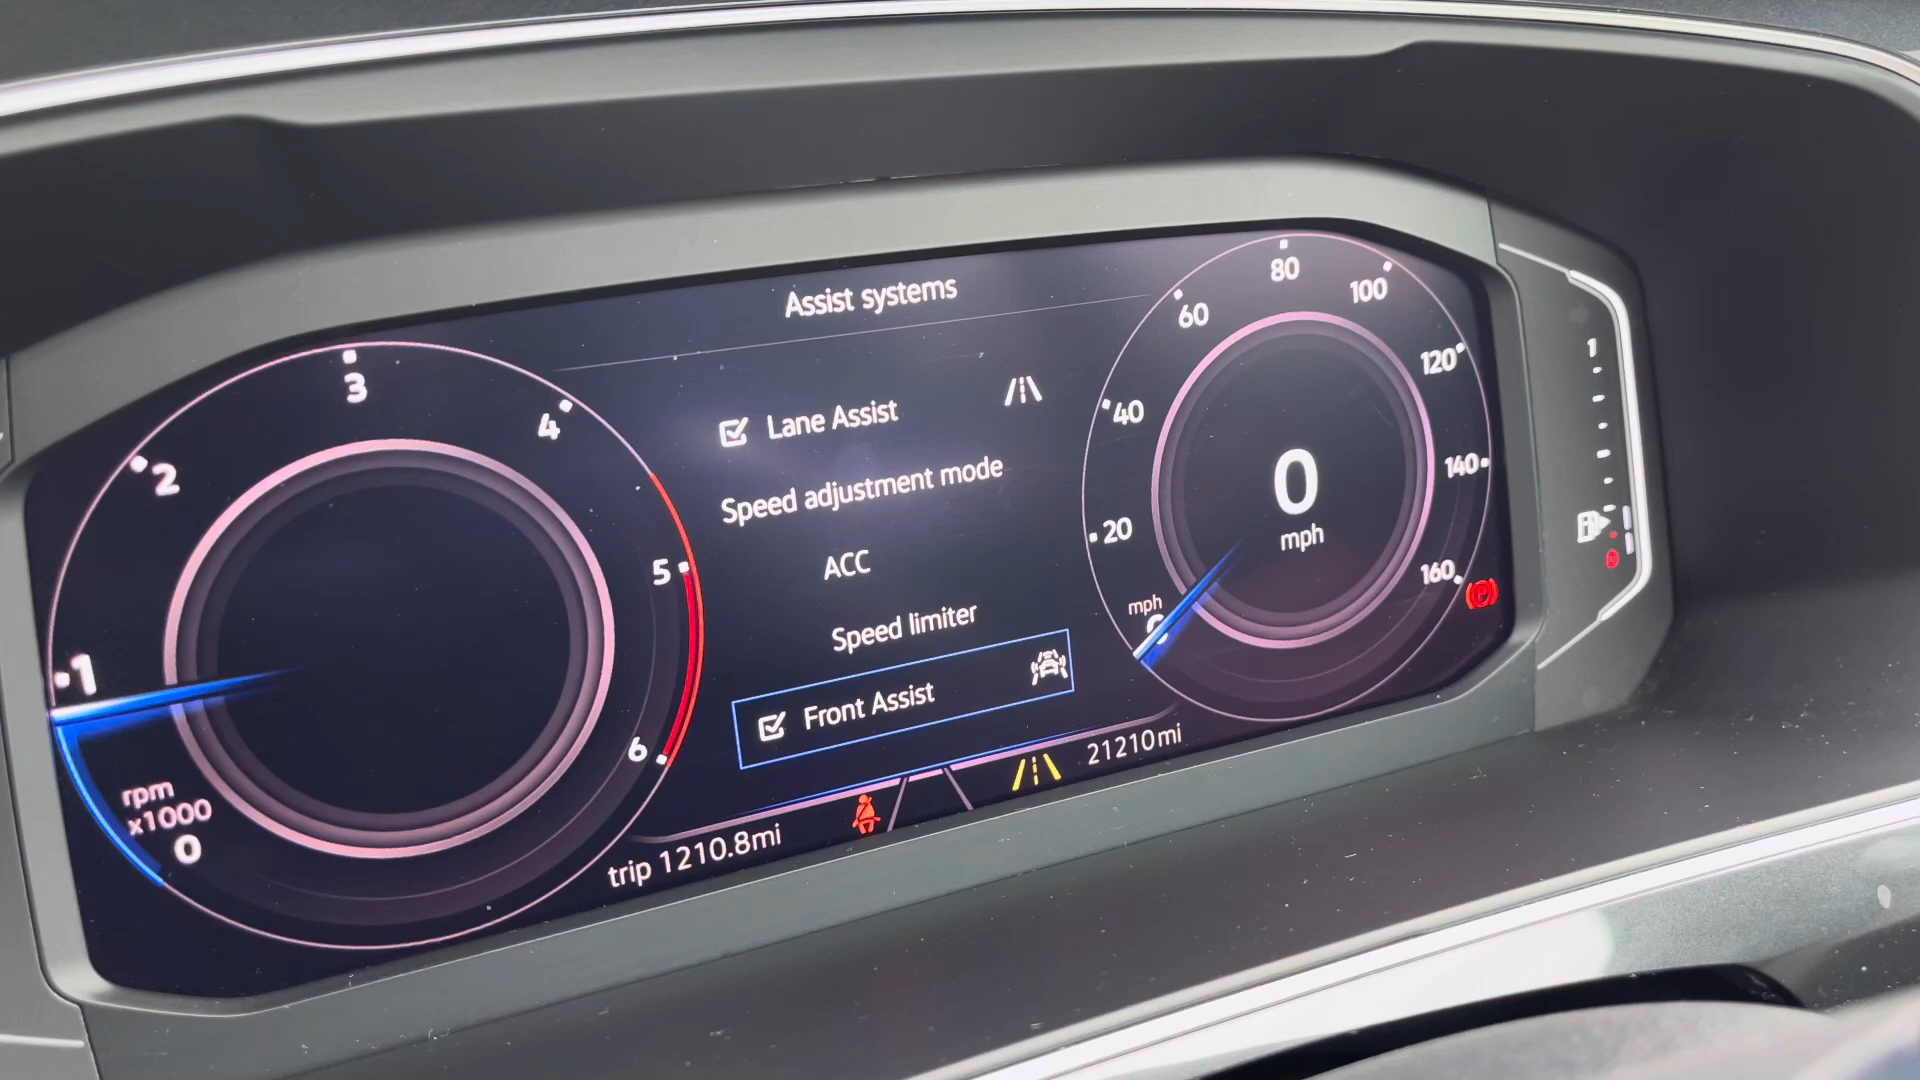 Assist systems
Lane Assist
Speed adjustment mode
ACC
Speed limiter
Front Assist
1
2
3
4
5
6
rpm
x1000
0
20
40
60
80
100
120
140
160
mph
0
0
mph
trip 1210.8mi
21210mi
1